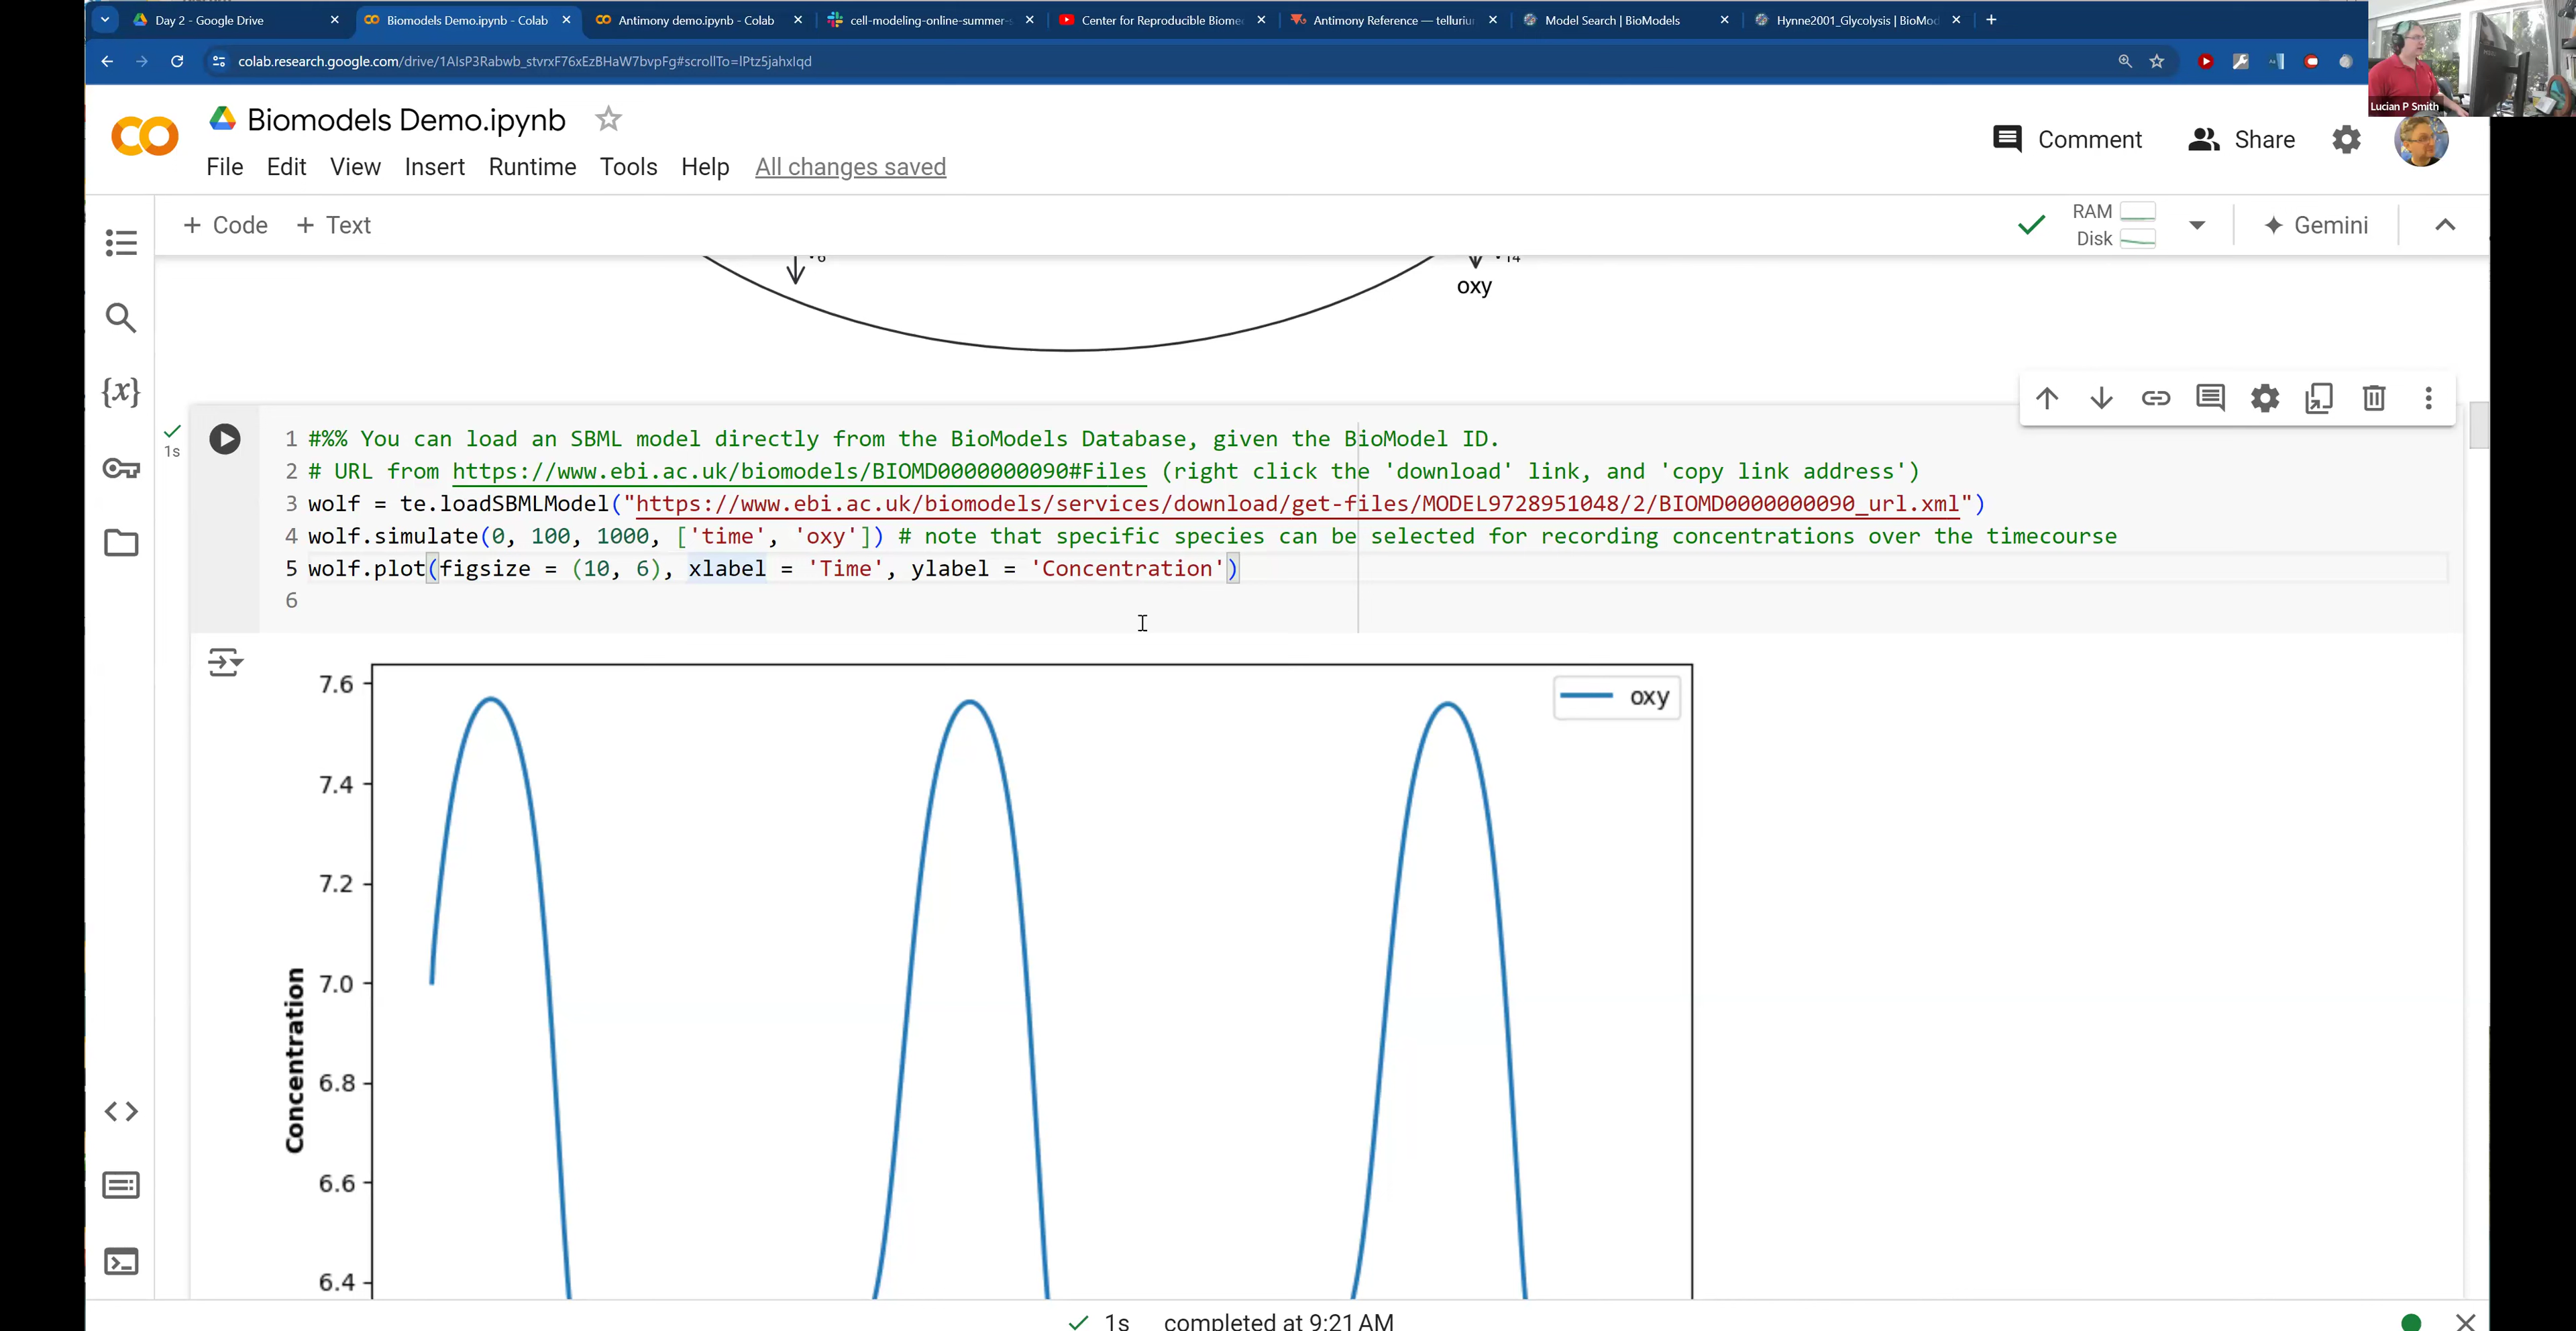 Day 2 - Google Drive
Biomodels Demo.ipynb - Colab
Antimony demo.ipynb - Colab
cell-modeling-online-summer-s
Center for Reproducible Biome
Antimony Reference — telluriu
Model Search | BioModels
Hynne2001_Glycolysis | BioMod
colab.research.google.com/drive/1AIsP3Rabwb_stvrxF76xEzBHaW7bvpFg#scrollTo=lPtz5jahxIqd
Lucian P Smith
Biomodels Demo.ipynb
File Edit View Insert Runtime Tools Help All changes saved
Comment Share
+ Code + Text
RAM
Disk
Gemini
6
14
oxy
1s
1 #%% You can load an SBML model directly from the BioModels Database, given the BioModel ID.
2 # URL from https://www.ebi.ac.uk/biomodels/BIOMD0000000090#Files (right click the 'download' link, and 'copy link address')
3 wolf = te.loadSBMLModel("https://www.ebi.ac.uk/biomodels/services/download/get-files/MODEL9728951048/2/BIOMD0000000090_url.xml")
4 wolf.simulate(0, 100, 1000, ['time', 'oxy']) # note that specific species can be selected for recording concentrations over the timecourse
5 wolf.plot(figsize = (10, 6), xlabel = 'Time', ylabel = 'Concentration')
6
oxy
7.6
7.4
7.2
7.0
6.8
6.6
6.4
Concentration
1s completed at 9:21 AM